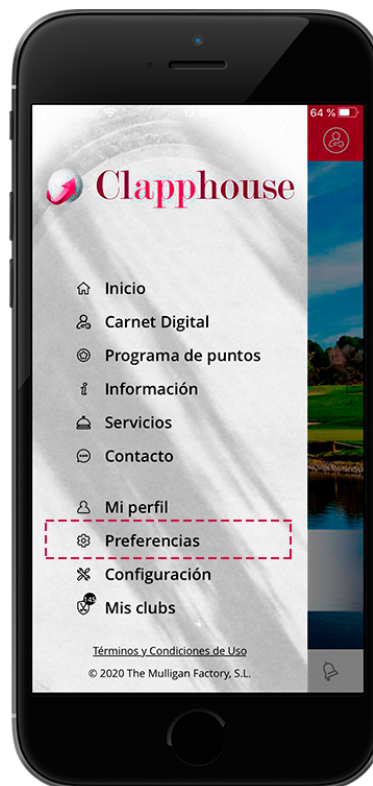 64 %
Clapphouse
Inicio
Carnet Digital
Programa de puntos
Información
Servicios
Contacto
Mi perfil
Preferencias
Configuración
145
Mis clubs
Términos y Condiciones de Uso
© 2020 The Mulligan Factory, S.L.